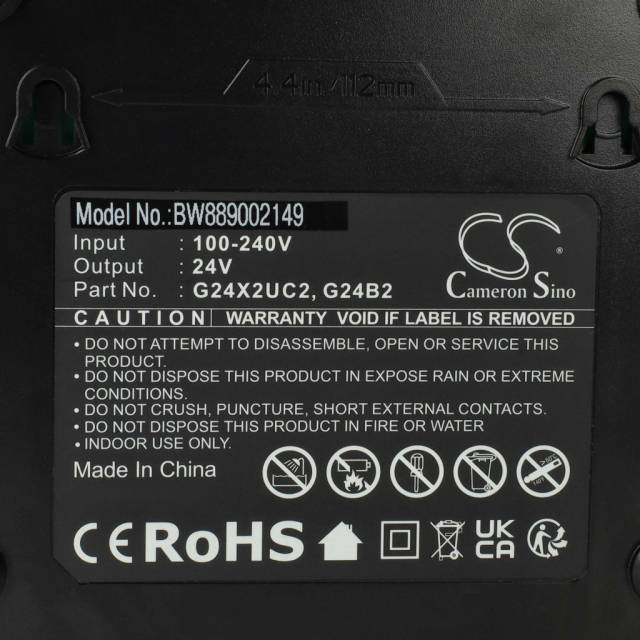 4.4in./112mm
Model No.:BW889002149
Input : 100-240V
Output : 24V
Part No. : G24X2UC2, G24B2
CS
®
Cameron Sino
CAUTION WARRANTY VOID IF LABEL IS REMOVED
• DO NOT ATTEMPT TO DISASSEMBLE, OPEN OR SERVICE THIS
PRODUCT.
• DO NOT DISPOSE THIS PRODUCT IN EXPOSE RAIN OR EXTREME
CONDITIONS.
• DO NOT CRUSH, PUNCTURE, SHORT EXTERNAL CONTACTS.
• DO NOT DISPOSE THIS PRODUCT IN FIRE OR WATER
• INDOOR USE ONLY.
Made In China
CE RoHS UK
CA